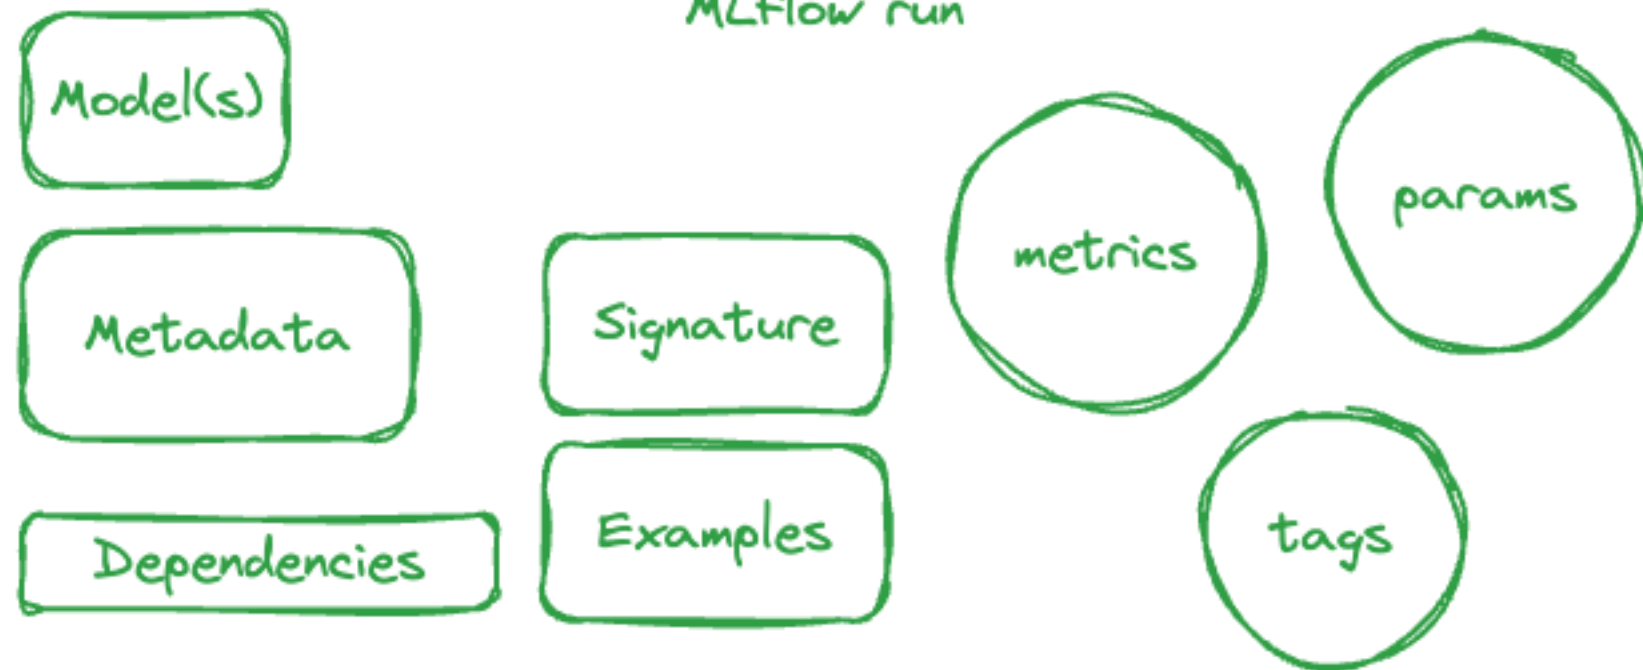 MLFlow run
Model(s)
params
metrics
Metadata
Signature
Examples
tags
Dependencies